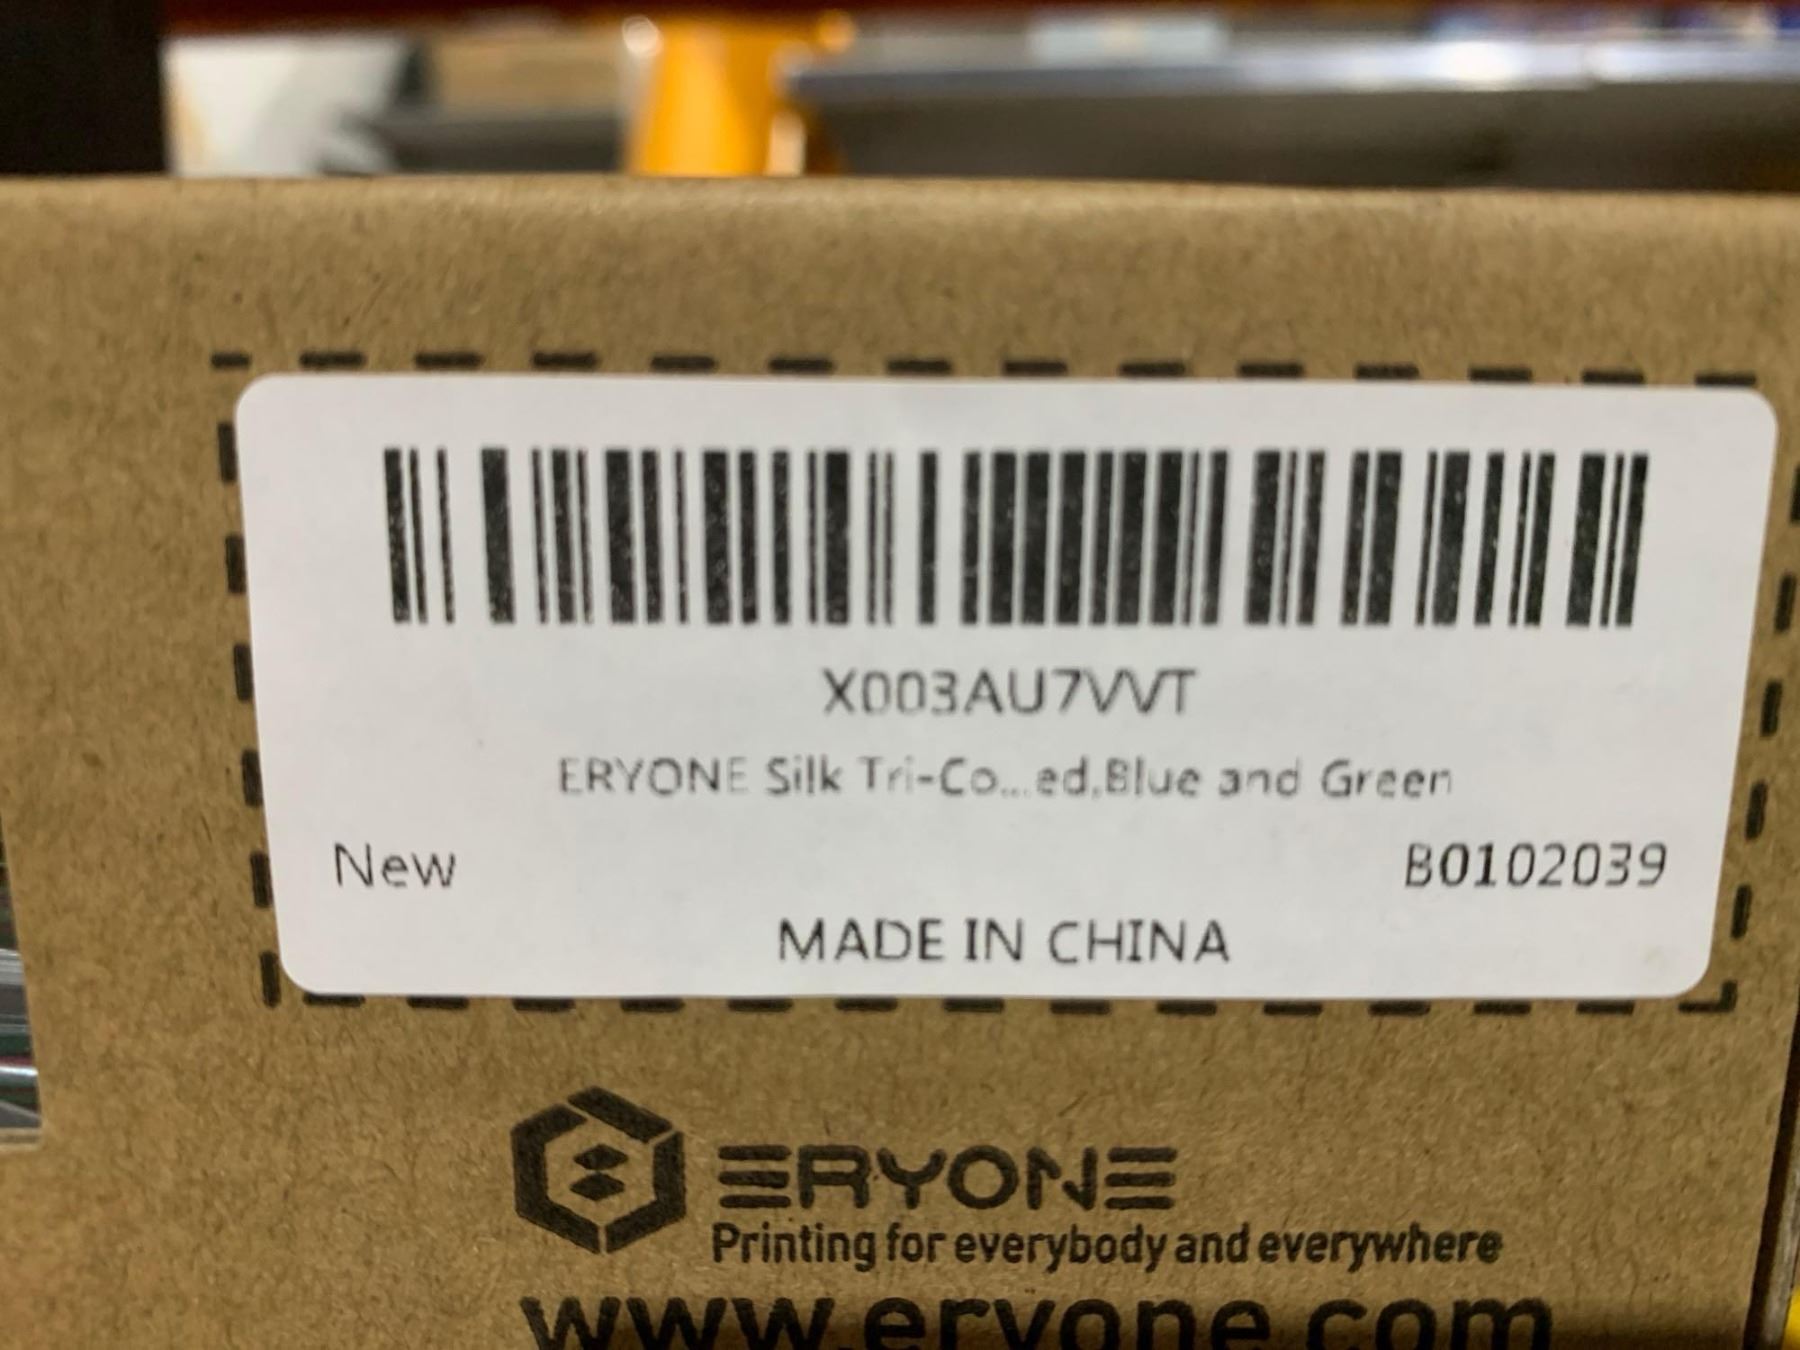 X003AU7VVT
ERYONE Silk Tri-Co...ed,Blue and Green
New
B0102039
MADE IN CHINA
ERYONE
Printing for everybody and everywhere
www.eryone.com